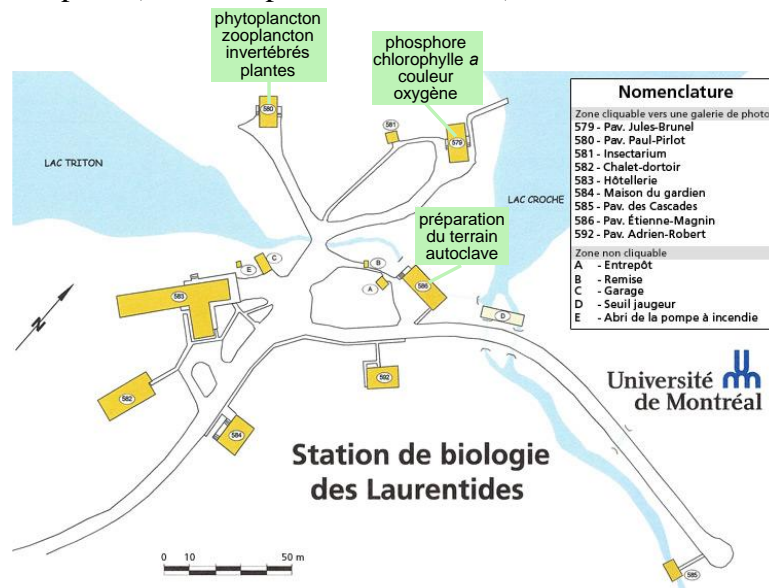 phytoplancton
zooplancton
invertébrés
plantes
phosphore
chlorophylle a
couleur
oxygène
Nomenclature
Zone cliquable vers une galerie de photo
579 - Pav. Jules-Brunel
580 - Pav. Paul-Pirlot
581 - Insectarium
582 - Chalet-dortoir
583 - Hôtellerie
584 - Maison du gardien
585 - Pav. des Cascades
586 - Pav. Étienne-Magnin
592 - Pav. Adrien-Robert
Zone non cliquable
A - Entrepôt
B - Remise
C - Garage
D - Seuil jaugeur
E - Abri de la pompe à incendie
580
581
579
LAC TRITON
LAC CROCHE
préparation
du terrain
autoclave
C
E
B
A
586
583
D
N
592
582
584
Université
de Montréal
Station de biologie
des Laurentides
0 10 50 m
585